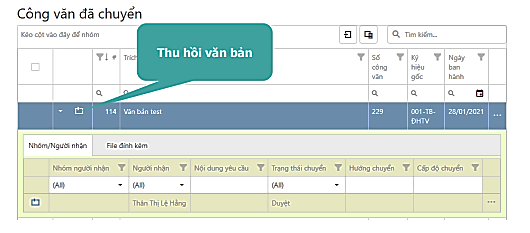 Công văn đã chuyển
Kéo cột vào đây để nhóm
Tìm kiếm...
Thu hồi văn bản
# Trích Số công văn Ký hiệu gốc Ngày ban hành
114 Văn bản test 229 001-TB-ĐHTV 28/01/2021 ...
Nhóm/Người nhận File đính kèm
Nhóm người nhận Người nhận Nội dung yêu cầu Trạng thái chuyển Hướng chuyển Cấp độ chuyển
(All) (All) (All)
Thân Thị Lệ Hằng Duyệt ...